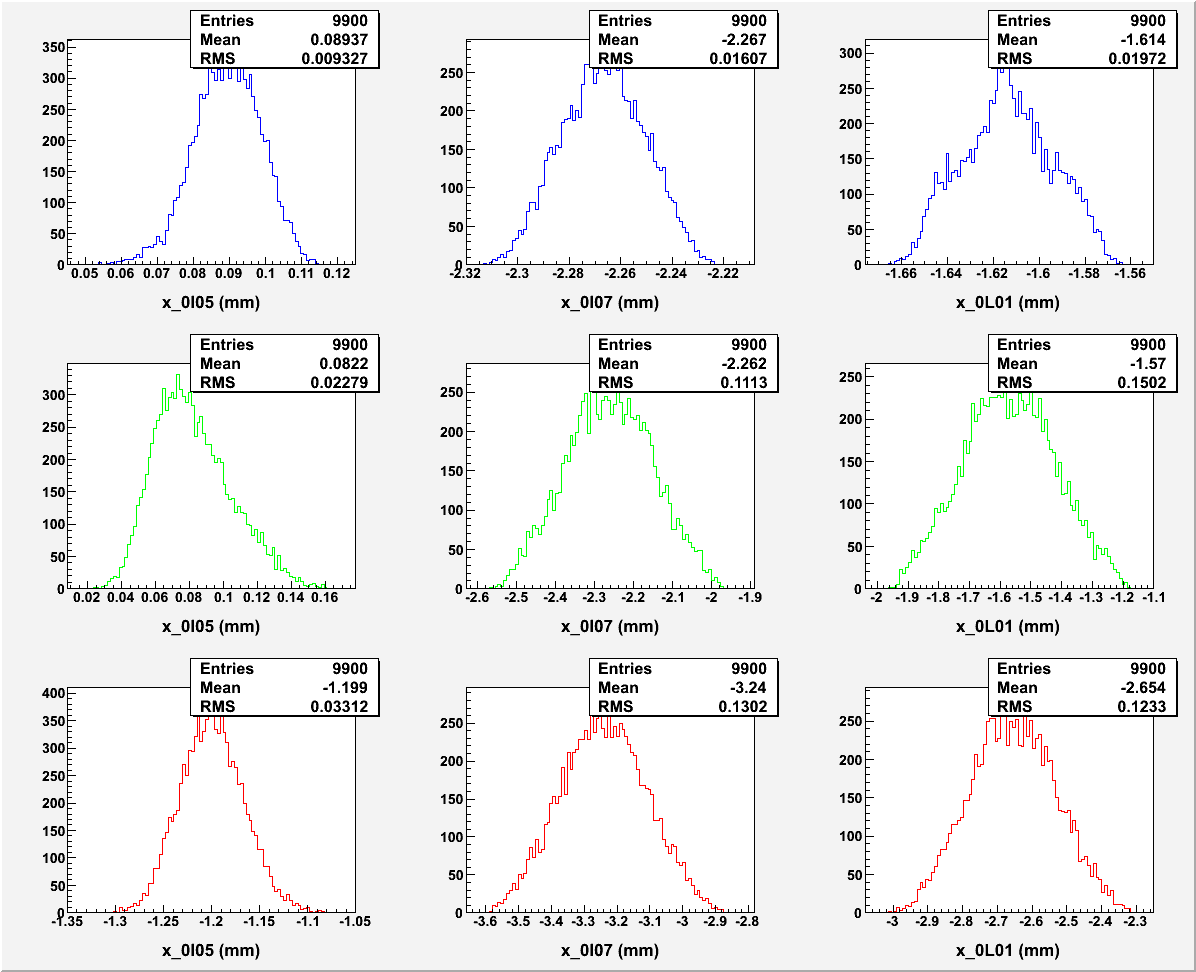 Entries 9900
Mean 0.08937
RMS 0.009327
350
300
250
200
150
100
50
0
0.05 0.06 0.07 0.08 0.09 0.1 0.11 0.12
x_0I05 (mm)
Entries 9900
Mean -2.267
RMS 0.01607
250
200
150
100
50
0
-2.32 -2.3 -2.28 -2.26 -2.24 -2.22
x_0I07 (mm)
Entries 9900
Mean -1.614
RMS 0.01972
300
250
200
150
100
50
0
-1.66 -1.64 -1.62 -1.6 -1.58 -1.56
x_0L01 (mm)
Entries 9900
Mean 0.0822
RMS 0.02279
300
250
200
150
100
50
0
0.02 0.04 0.06 0.08 0.1 0.12 0.14 0.16
x_0I05 (mm)
Entries 9900
Mean -2.262
RMS 0.1113
250
200
150
100
50
0
-2.6 -2.5 -2.4 -2.3 -2.2 -2.1 -2 -1.9
x_0I07 (mm)
Entries 9900
Mean -1.57
RMS 0.1502
250
200
150
100
50
0
-2 -1.9 -1.8 -1.7 -1.6 -1.5 -1.4 -1.3 -1.2 -1.1
x_0L01 (mm)
Entries 9900
Mean -1.199
RMS 0.03312
400
350
300
250
200
150
100
50
0
-1.35 -1.3 -1.25 -1.2 -1.15 -1.1 -1.05
x_0I05 (mm)
Entries 9900
Mean -3.24
RMS 0.1302
250
200
150
100
50
0
-3.6 -3.5 -3.4 -3.3 -3.2 -3.1 -3 -2.9 -2.8
x_0I07 (mm)
Entries 9900
Mean -2.654
RMS 0.1233
250
200
150
100
50
0
-3 -2.9 -2.8 -2.7 -2.6 -2.5 -2.4 -2.3
x_0L01 (mm)